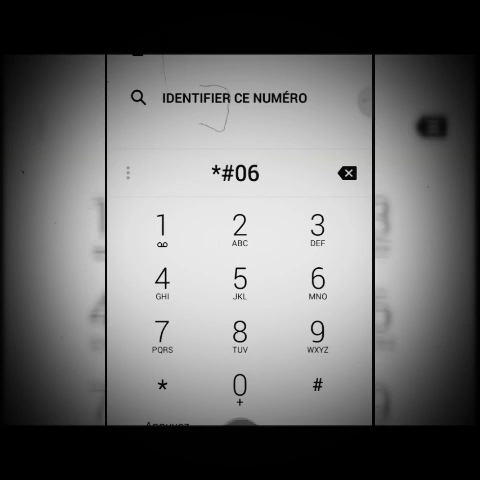 IDENTIFIER CE NUMÉRO
*#06
1 2 3
ABC DEF
4 5 6
GHI JKL MNO
7 8 9
PQRS TUV WXYZ
* 0 #
+
Appuyez